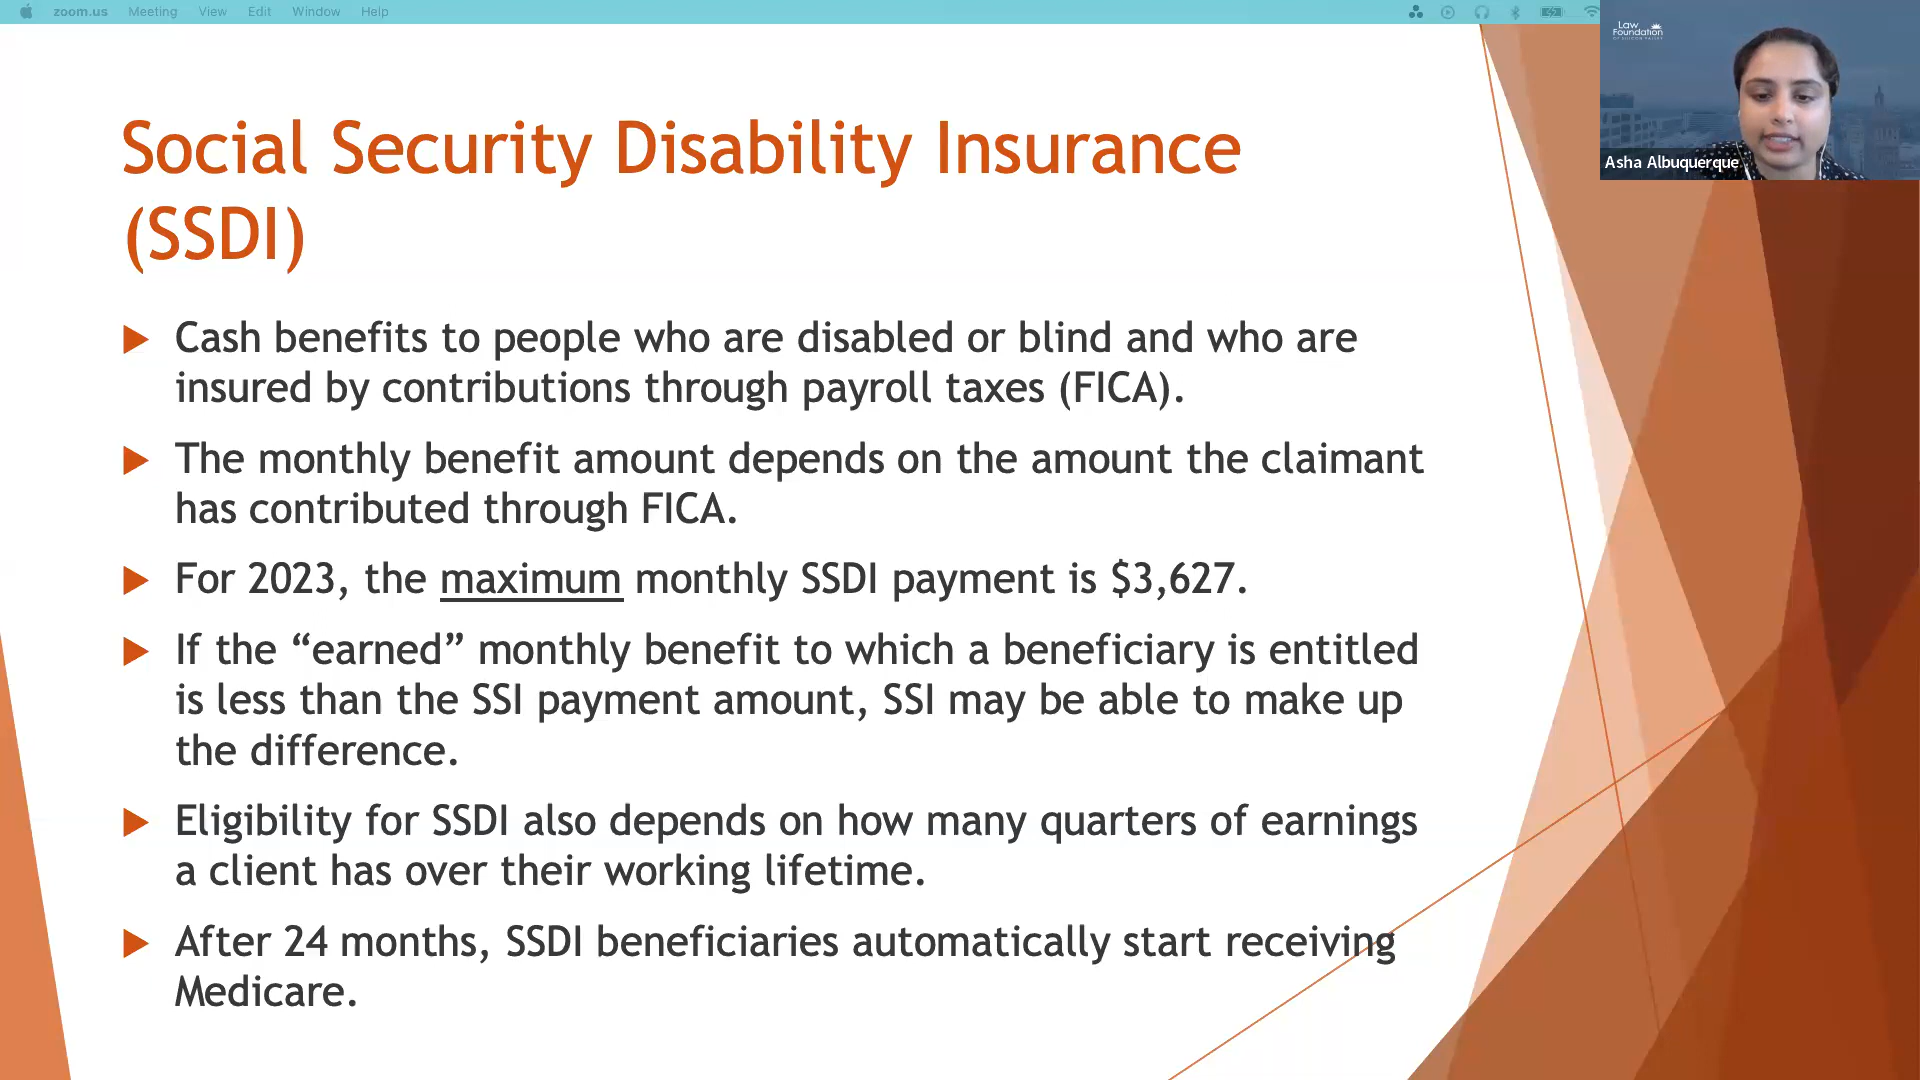 zoom.us Meeting View Edit Window Help
Law
Foundation
OF SILICON VALLEY
Asha Albuquerque
Social Security Disability Insurance
(SSDI)
Cash benefits to people who are disabled or blind and who are
insured by contributions through payroll taxes (FICA).
The monthly benefit amount depends on the amount the claimant
has contributed through FICA.
For 2023, the maximum monthly SSDI payment is $3,627.
If the “earned” monthly benefit to which a beneficiary is entitled
is less than the SSI payment amount, SSI may be able to make up
the difference.
Eligibility for SSDI also depends on how many quarters of earnings
a client has over their working lifetime.
After 24 months, SSDI beneficiaries automatically start receiving
Medicare.